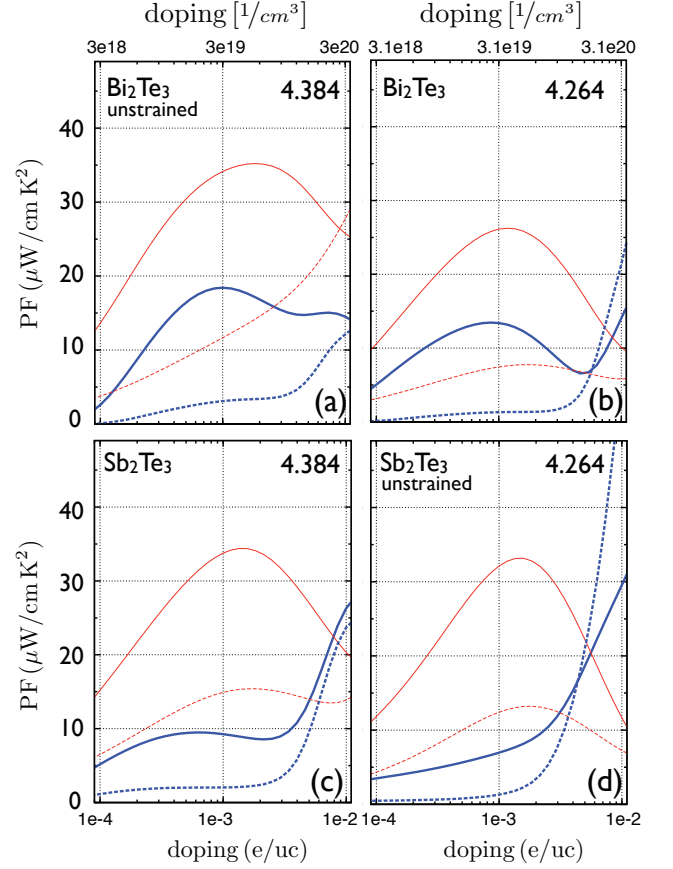 doping [1/cm³] doping [1/cm³]
3e18 3e19 3e20 3.1e18 3.1e19 3.1e20
Bi₂Te₃ 4.384 Bi₂Te₃ 4.264
unstrained
40
30
20
10
0
PF (μW/cm K²)
(a) (b)
Sb₂Te₃ 4.384 Sb₂Te₃ 4.264
unstrained
40
30
20
10
0
PF (μW/cm K²)
(c) (d)
1e-4 1e-3 1e-2 1e-4 1e-3 1e-2
doping (e/uc) doping (e/uc)